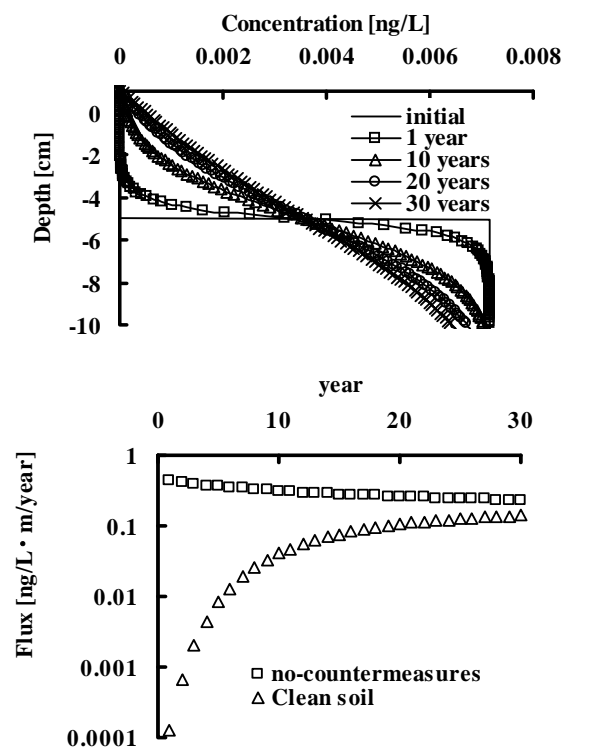 Concentration [ng/L]
0 0.002 0.004 0.006 0.008
Depth [cm]
0
-2
-4
-6
-8
-10
initial
1 year
10 years
20 years
30 years
year
0 10 20 30
Flux [ng/L・m/year]
1
0.1
0.01
0.001
0.0001
no-countermeasures
Clean soil